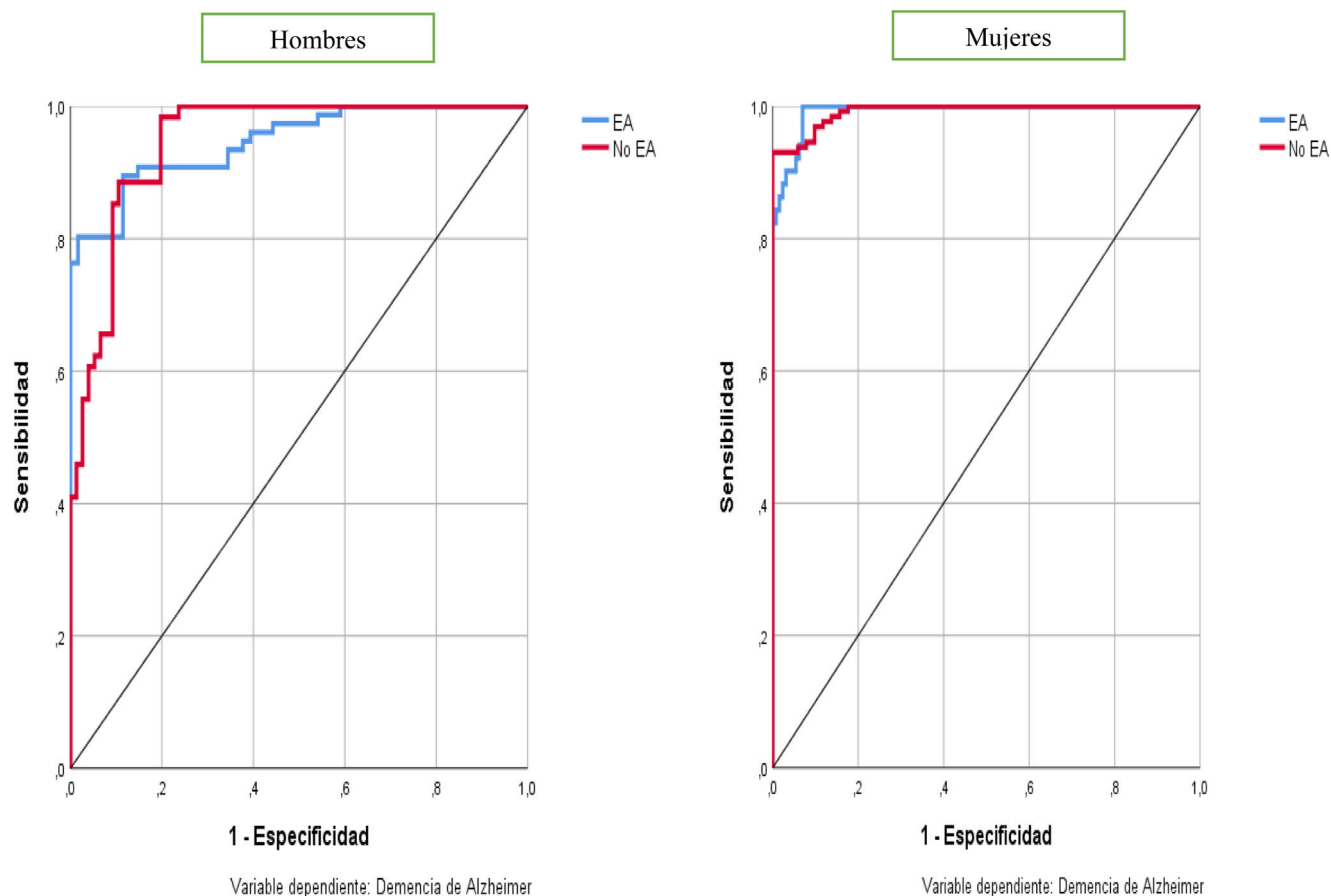 Hombres
1,0
,8
,6
,4
,2
,0
Sensibilidad
,0 ,2 ,4 ,6 ,8 1,0
1 - Especificidad
EA
No EA
Variable dependiente: Demencia de Alzheimer
Mujeres
1,0
,8
,6
,4
,2
,0
Sensibilidad
,0 ,2 ,4 ,6 ,8 1,0
1 - Especificidad
EA
No EA
Variable dependiente: Demencia de Alzheimer